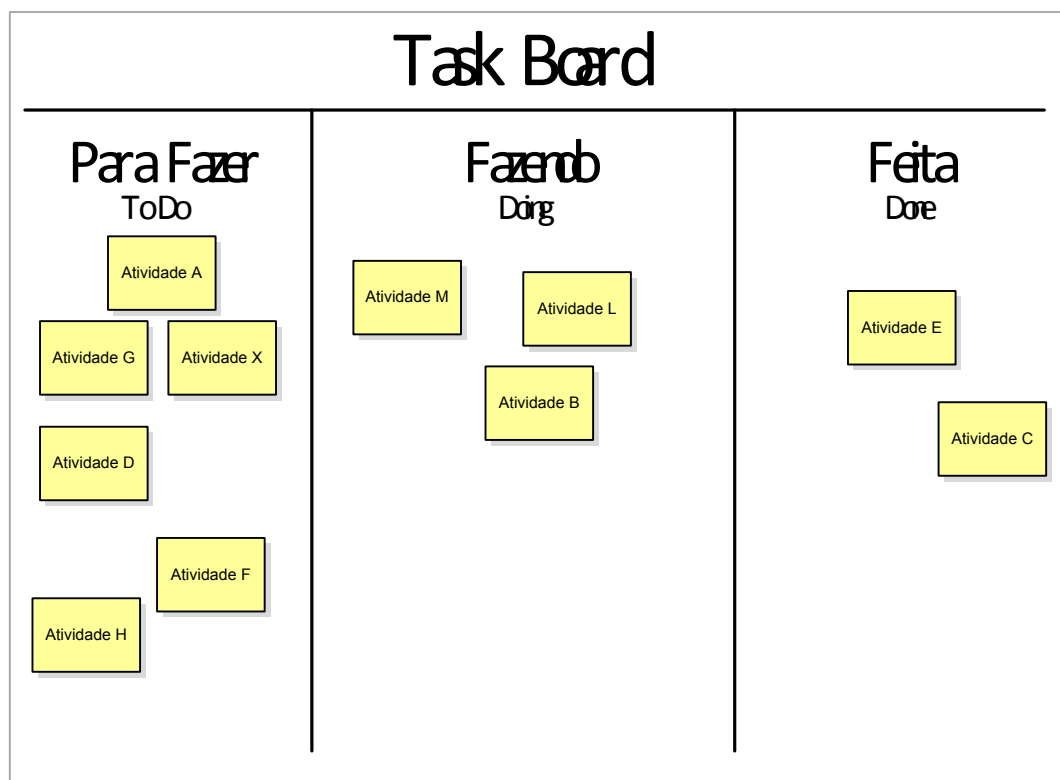 Task Board
Para Fazer
To Do
Atividade A
Atividade G
Atividade X
Atividade D
Atividade F
Atividade H
Fazendo
Doing
Atividade M
Atividade L
Atividade B
Feita
Done
Atividade E
Atividade C